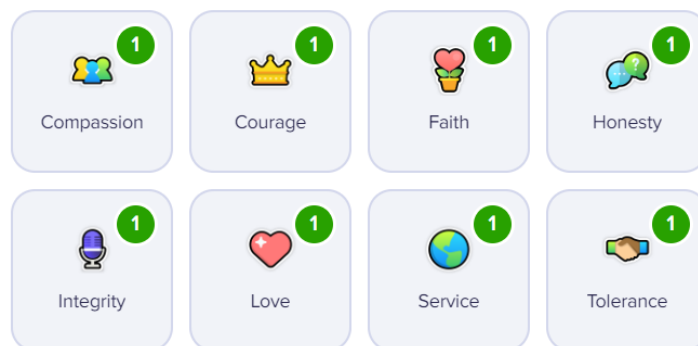 1 1 1 1
Compassion Courage Faith Honesty
1 1 1 1
Integrity Love Service Tolerance